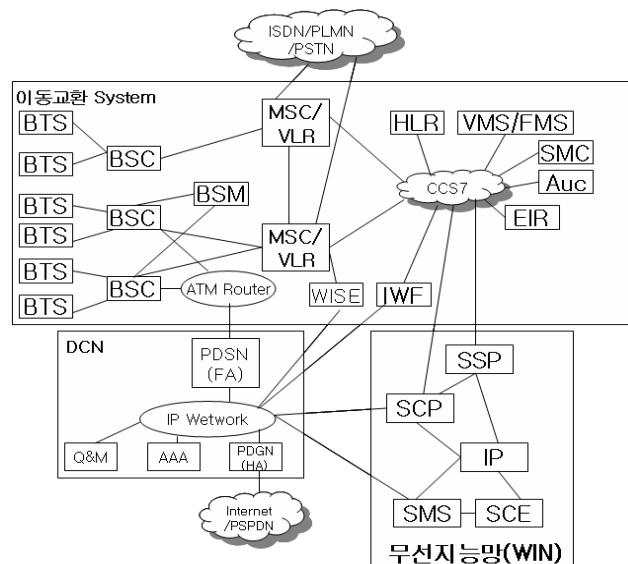 ISDN/PLMN
/PSTN
이동교환 System
BTS
BTS
BSC
MSC/
VLR
HLR
VMS/FMS
SMC
CCS7
Auc
EIR
BTS
BTS
BSC
BSM
MSC/
VLR
BTS
BTS
BSC
ATM Router
WISE
IWF
DCN
PDSN
(FA)
IP Wetwork
Q&M
AAA
PDGN
(HA)
Internet
/PSPDN
SSP
SCP
IP
SMS
SCE
무선지능망(WIN)